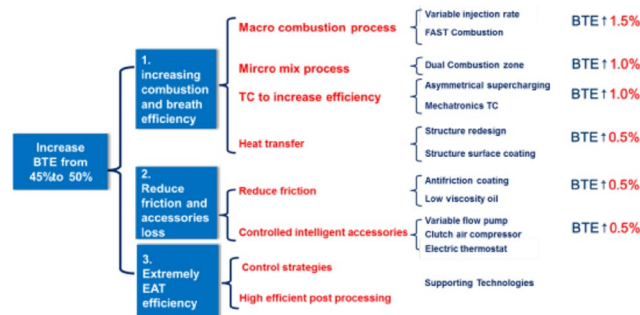 Increase
BTE from
45%to 50%
1.
increasing
combustion
and breath
efficiency
Macro combustion process
Variable injection rate
FAST Combustion
BTE↑1.5%
Mircro mix process
Dual Combustion zone
BTE↑1.0%
TC to increase efficiency
Asymmetrical supercharging
Mechatronics TC
BTE↑1.0%
Heat transfer
Structure redesign
Structure surface coating
BTE↑0.5%
2.
Reduce
friction and
accessories
loss
Reduce friction
Antifriction coating
Low viscosity oil
BTE↑0.5%
Controlled intelligent accessories
Variable flow pump
Clutch air compressor
Electric thermostat
BTE↑0.5%
3.
Extremely
EAT
efficiency
Control strategies
High efficient post processing
Supporting Technologies